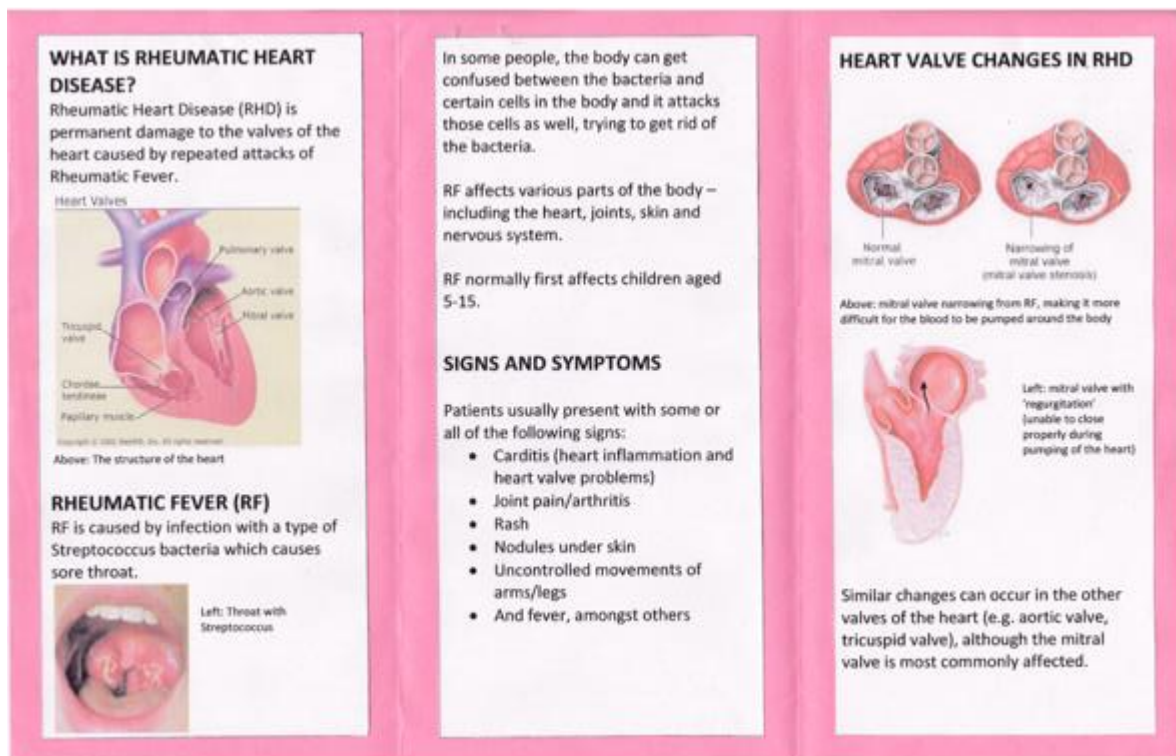 WHAT IS RHEUMATIC HEART
DISEASE?
Rheumatic Heart Disease (RHD) is
permanent damage to the valves of the
heart caused by repeated attacks of
Rheumatic Fever.
Heart Valves
Pulmonary valve
Aortic valve
Mitral valve
Tricuspid
valve
Chordae
tendineae
Papillary muscle
Above: The structure of the heart
RHEUMATIC FEVER (RF)
RF is caused by infection with a type of
Streptococcus bacteria which causes
sore throat.
Left: Throat with
Streptococcus
In some people, the body can get
confused between the bacteria and
certain cells in the body and it attacks
those cells as well, trying to get rid of
the bacteria.
RF affects various parts of the body –
including the heart, joints, skin and
nervous system.
RF normally first affects children aged
5-15.
SIGNS AND SYMPTOMS
Patients usually present with some or
all of the following signs:
• Carditis (heart inflammation and
heart valve problems)
• Joint pain/arthritis
• Rash
• Nodules under skin
• Uncontrolled movements of
arms/legs
• And fever, amongst others
HEART VALVE CHANGES IN RHD
Normal
mitral valve
Narrowing of
mitral valve
(mitral valve stenosis)
Above: mitral valve narrowing from RF, making it more
difficult for the blood to be pumped around the body
Left: mitral valve with
'regurgitation'
(unable to close
properly during
pumping of the heart)
Similar changes can occur in the other
valves of the heart (e.g. aortic valve,
tricuspid valve), although the mitral
valve is most commonly affected.